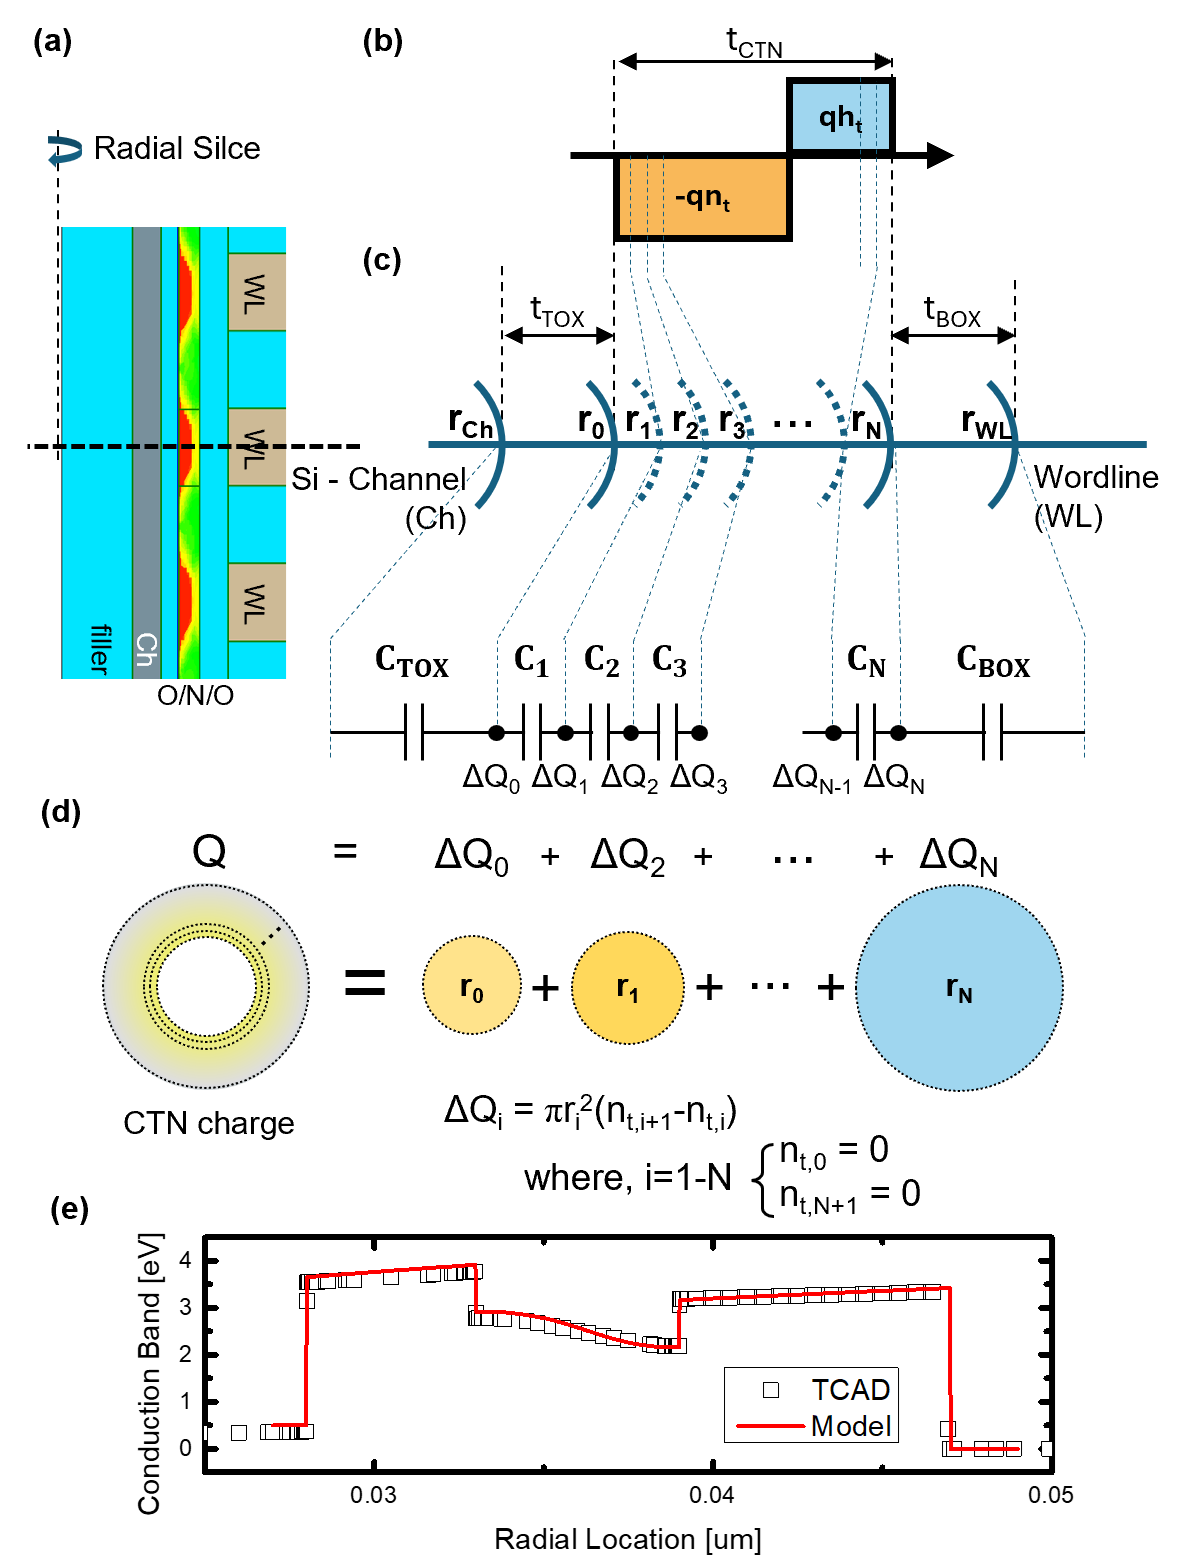 (a)
Radial Silce
WL
WL
WL
filler
Ch
O/N/O
(b)
tCTN
qht
-qnt
(c)
tTOX
tBOX
rCh
r0
r1
r2
r3
...
rN
rWL
Si - Channel
(Ch)
Wordline
(WL)
CTOX
C1
C2
C3
CN
CBOX
ΔQ0
ΔQ1
ΔQ2
ΔQ3
ΔQN-1
ΔQN
(d)
Q = ΔQ0 + ΔQ2 + ... + ΔQN
= r0 + r1 + ... + rN
CTN charge
ΔQi = πri²(nt,i+1-nt,i)
where, i=1-N { nt,0 = 0
nt,N+1 = 0
(e)
Conduction Band [eV]
4
3
2
1
0
TCAD
Model
0.03 0.04 0.05
Radial Location [um]